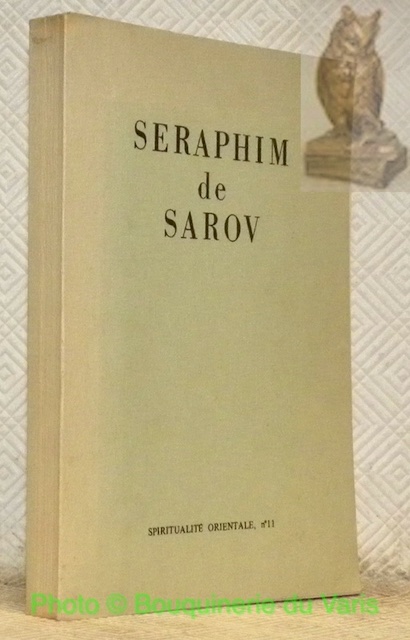 SERAPHIM
de
SAROV
SPIRITUALITÉ ORIENTALE, n°11
Photo © Bouquinerie du Varis